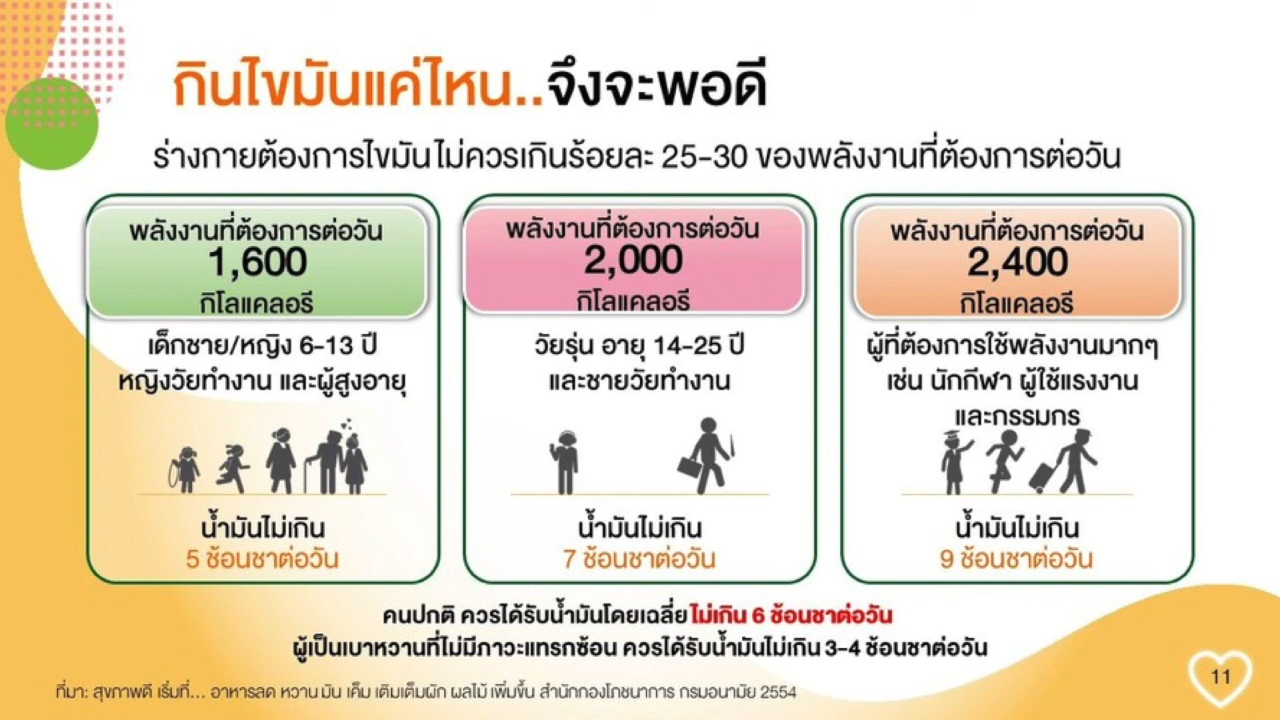 กินไขมันแค่ไหน..จึงจะพอดี
ร่างกายต้องการไขมันไม่ควรเกินร้อยละ 25-30 ของพลังงานที่ต้องการต่อวัน
พลังงานที่ต้องการต่อวัน
1,600
กิโลแคลอรี
เด็กชาย/หญิง 6-13 ปี
หญิงวัยทำงาน และผู้สูงอายุ
น้ำมันไม่เกิน
5 ช้อนชาต่อวัน
พลังงานที่ต้องการต่อวัน
2,000
กิโลแคลอรี
วัยรุ่น อายุ 14-25 ปี
และชายวัยทำงาน
น้ำมันไม่เกิน
7 ช้อนชาต่อวัน
พลังงานที่ต้องการต่อวัน
2,400
กิโลแคลอรี
ผู้ที่ต้องการใช้พลังงานมากๆ
เช่น นักกีฬา ผู้ใช้แรงงาน
และกรรมกร
น้ำมันไม่เกิน
9 ช้อนชาต่อวัน
คนปกติ ควรได้รับน้ำมันโดยเฉลี่ย ไม่เกิน 6 ช้อนชาต่อวัน
ผู้เป็นเบาหวานที่ไม่มีภาวะแทรกซ้อน ควรได้รับน้ำมันไม่เกิน 3-4 ช้อนชาต่อวัน
ที่มา: สุขภาพดี เริ่มที่... อาหารลด หวาน มัน เค็ม เติมเต็มผัก ผลไม้ เพิ่มขึ้น สำนักกองโภชนาการ กรมอนามัย 2554
11